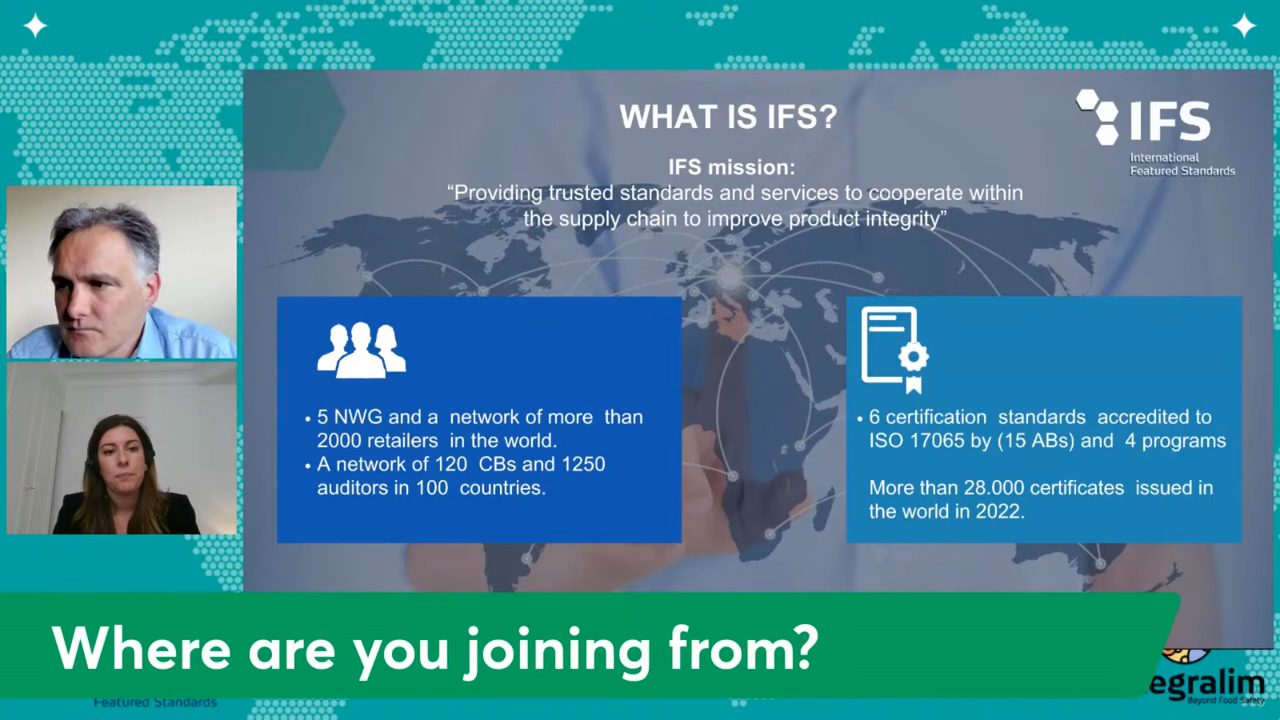 WHAT IS IFS?
IFS
International
Featured Standards
IFS mission:
“Providing trusted standards and services to cooperate within
the supply chain to improve product integrity”
• 5 NWG and a network of more than
2000 retailers in the world.
• A network of 120 CBs and 1250
auditors in 100 countries.
• 6 certification standards accredited to
ISO 17065 by (15 ABs) and 4 programs
More than 28.000 certificates issued in
the world in 2022.
Where are you joining from?
Featured Standards
egralim
Beyond Food Safety